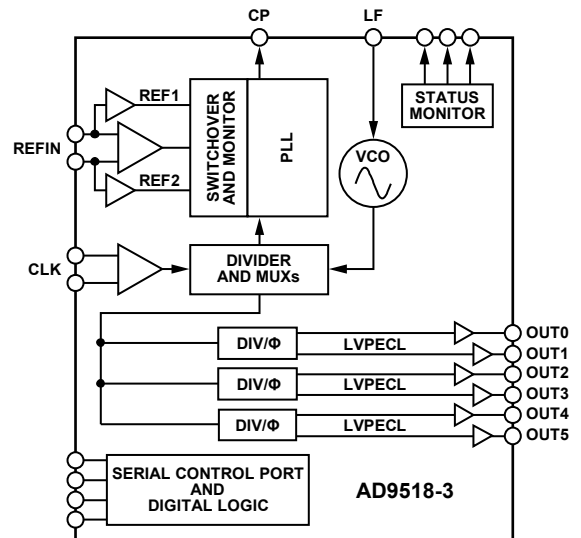 CP
LF
REF1
REFIN
REF2
SWITCHOVER
AND MONITOR
PLL
STATUS
MONITOR
VCO
CLK
DIVIDER
AND MUXs
DIV/Φ
LVPECL
OUT0
OUT1
DIV/Φ
LVPECL
OUT2
OUT3
DIV/Φ
LVPECL
OUT4
OUT5
SERIAL CONTROL PORT
AND
DIGITAL LOGIC
AD9518-3